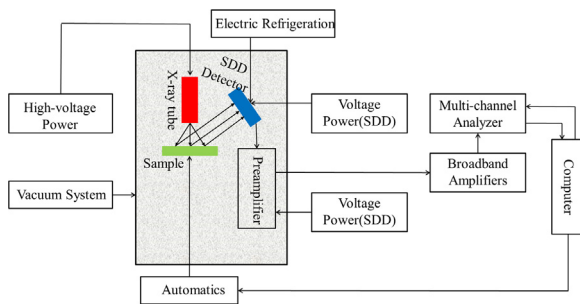 Electric Refrigeration
SDD
Detector
X-ray tube
High-voltage
Power
Voltage
Power(SDD)
Multi-channel
Analyzer
Sample
Preamplifier
Broadband
Amplifiers
Computer
Vacuum System
Voltage
Power(SDD)
Automatics